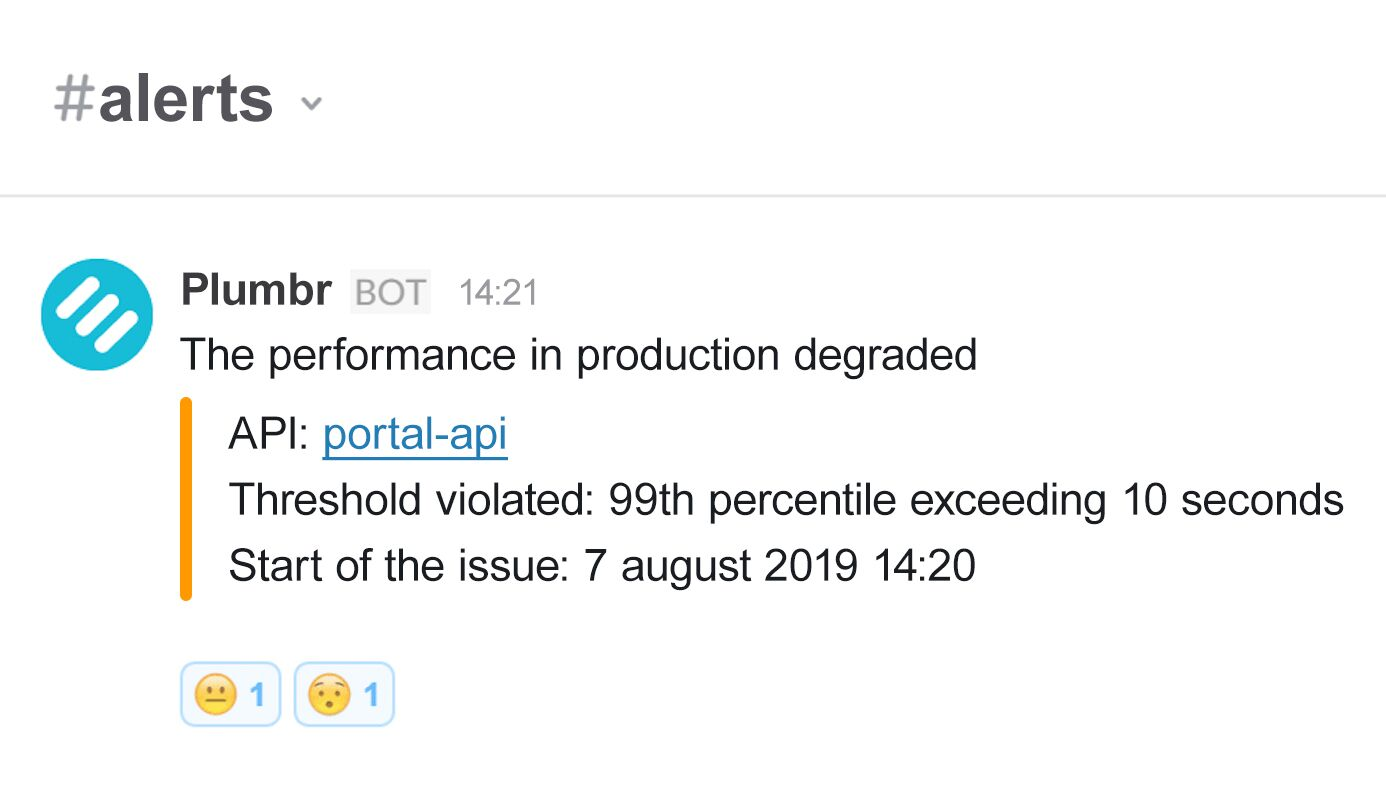 #alerts
Plumbr BOT 14:21
The performance in production degraded
API: portal-api
Threshold violated: 99th percentile exceeding 10 seconds
Start of the issue: 7 august 2019 14:20
1 1